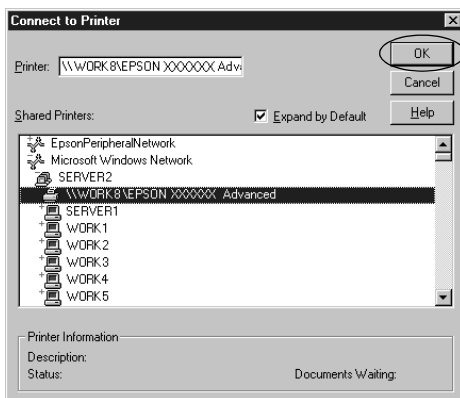 Connect to Printer
Printer: \\WORK8\EPSON XXXXXX Adv
OK
Cancel
Shared Printers:
Expand by Default
Help
EpsonPeripheralNetwork
Microsoft Windows Network
SERVER2
\\WORK8\EPSON XXXXXX Advanced
SERVER1
WORK1
WORK2
WORK3
WORK4
WORK5
Printer Information
Description:
Status: Documents Waiting: